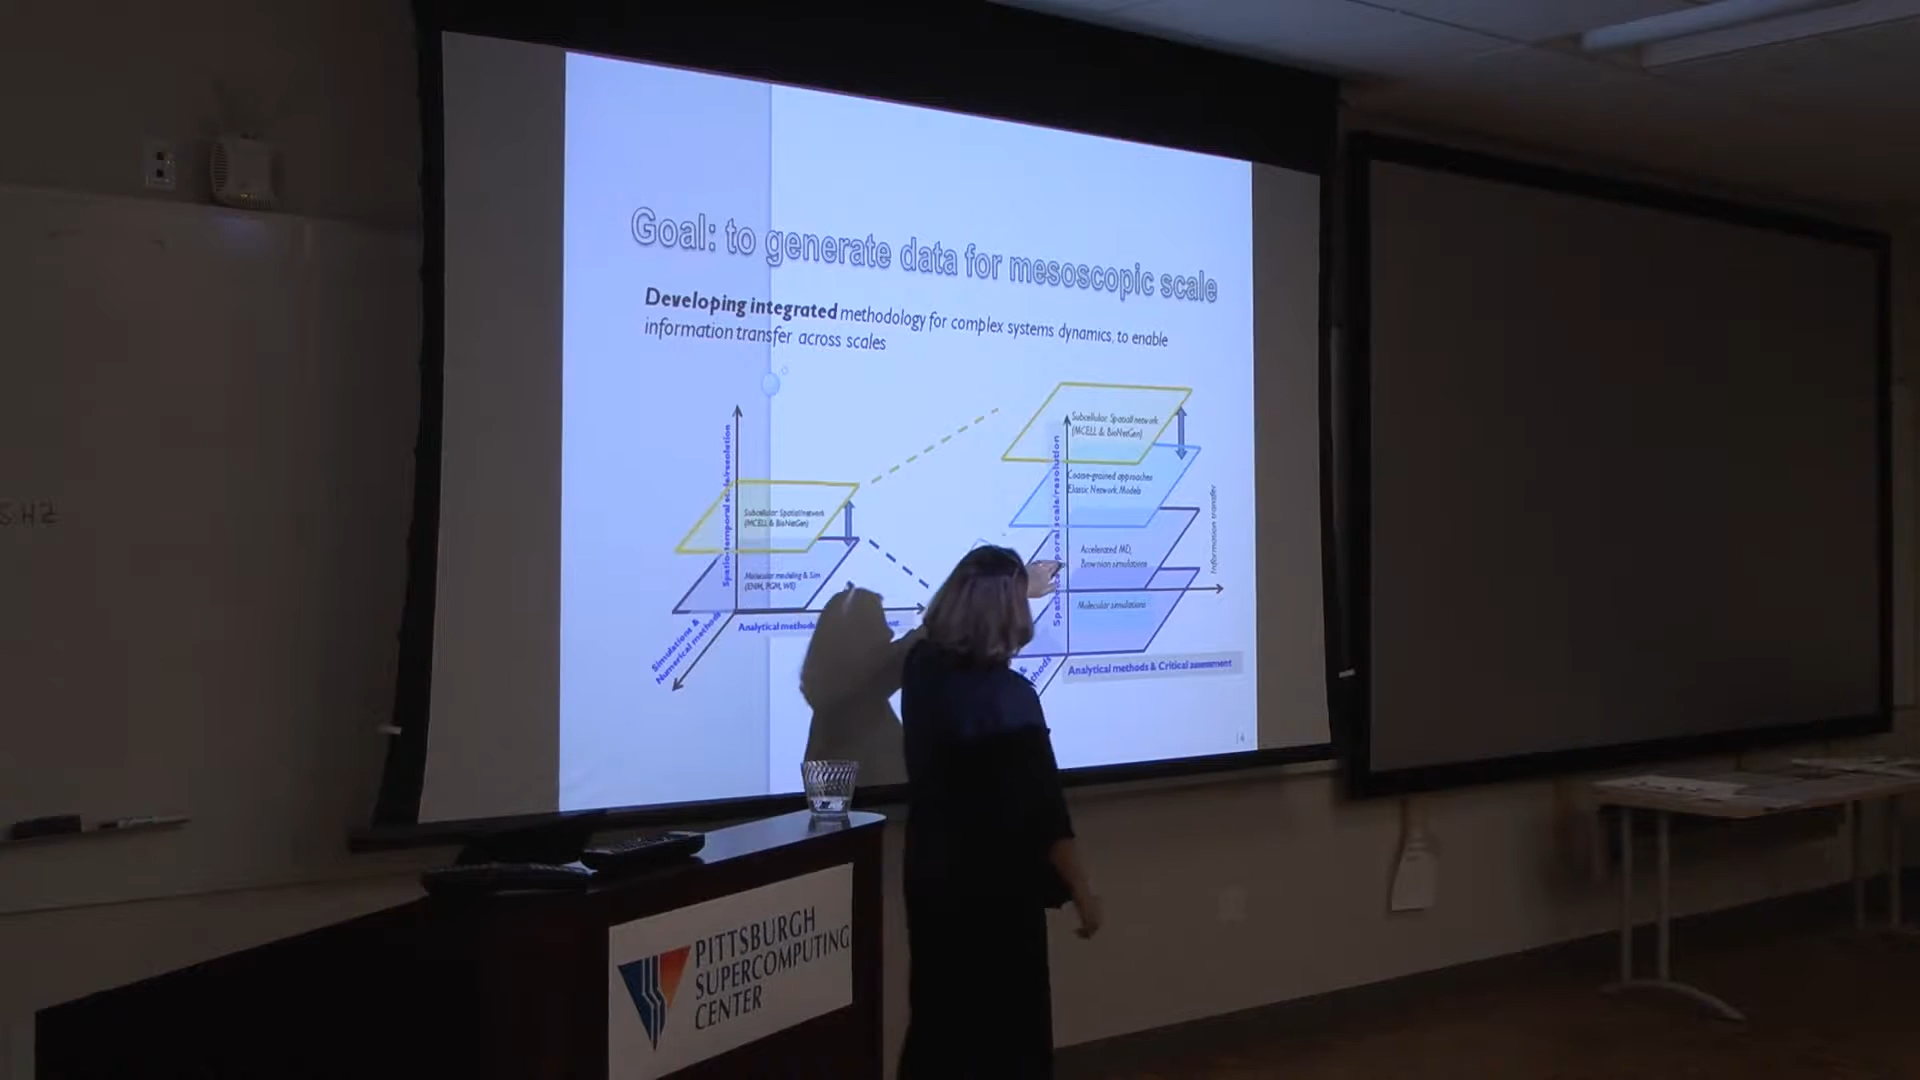 Goal: to generate data for mesoscopic scale
Developing integrated methodology for complex systems dynamics, to enable
information transfer across scales
Spatio-temporal scale/resolution
Subcellular: Spatial network
(MCELL & BioNetGen)
Molecular modeling & Sim
(ENM, PGM, WE)
Simulations &
Numerical methods
Analytical methods
Subcellular: Spatial network
(MCELL & BioNetGen)
Coarse-grained approaches
Elastic Network Models
Accelerated MD,
Brownian simulations
Molecular simulations
scale/resolution
Information transfer
Analytical methods & Critical assessment
14
PITTSBURGH
SUPERCOMPUTING
CENTER